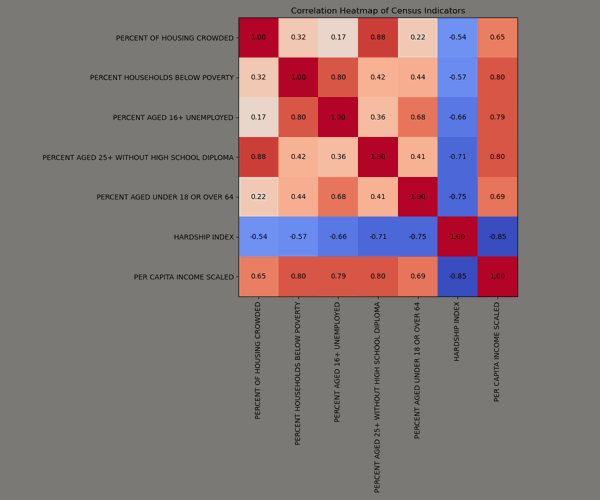 Correlation Heatmap of Census Indicators
PERCENT OF HOUSING CROWDED 1.00 0.32 0.17 0.88 0.22 -0.54 0.65
PERCENT HOUSEHOLDS BELOW POVERTY 0.32 1.00 0.80 0.42 0.44 -0.57 0.80
PERCENT AGED 16+ UNEMPLOYED 0.17 0.80 1.00 0.36 0.68 -0.66 0.79
PERCENT AGED 25+ WITHOUT HIGH SCHOOL DIPLOMA 0.88 0.42 0.36 1.00 0.41 -0.71 0.80
PERCENT AGED UNDER 18 OR OVER 64 0.22 0.44 0.68 0.41 1.00 -0.75 0.69
HARDSHIP INDEX -0.54 -0.57 -0.66 -0.71 -0.75 1.00 -0.85
PER CAPITA INCOME SCALED 0.65 0.80 0.79 0.80 0.69 -0.85 1.00
PERCENT OF HOUSING CROWDED
PERCENT HOUSEHOLDS BELOW POVERTY
PERCENT AGED 16+ UNEMPLOYED
PERCENT AGED 25+ WITHOUT HIGH SCHOOL DIPLOMA
PERCENT AGED UNDER 18 OR OVER 64
HARDSHIP INDEX
PER CAPITA INCOME SCALED